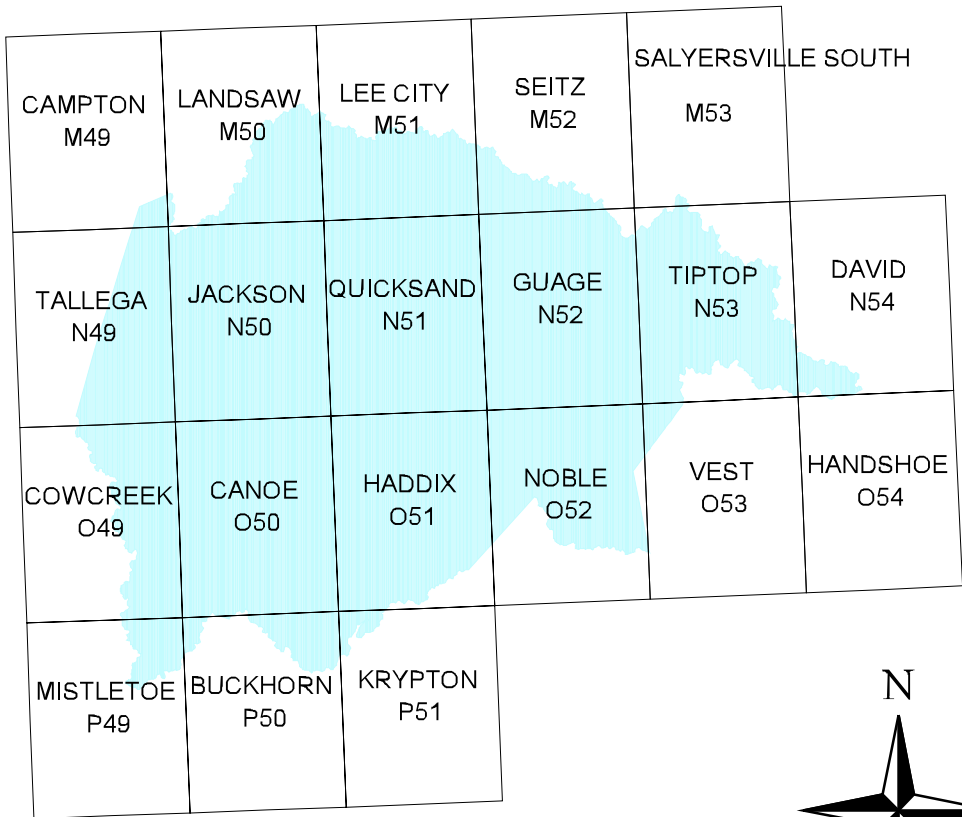 CAMPTON
M49
LANDSAW
M50
LEE CITY
M51
SEITZ
M52
SALYERSVILLE SOUTH
M53
TALLEGA
N49
JACKSON
N50
QUICKSAND
N51
GUAGE
N52
TIPTOP
N53
DAVID
N54
COWCREEK
O49
CANOE
O50
HADDIX
O51
NOBLE
O52
VEST
O53
HANDSHOE
O54
MISTLETOE
P49
BUCKHORN
P50
KRYPTON
P51
N